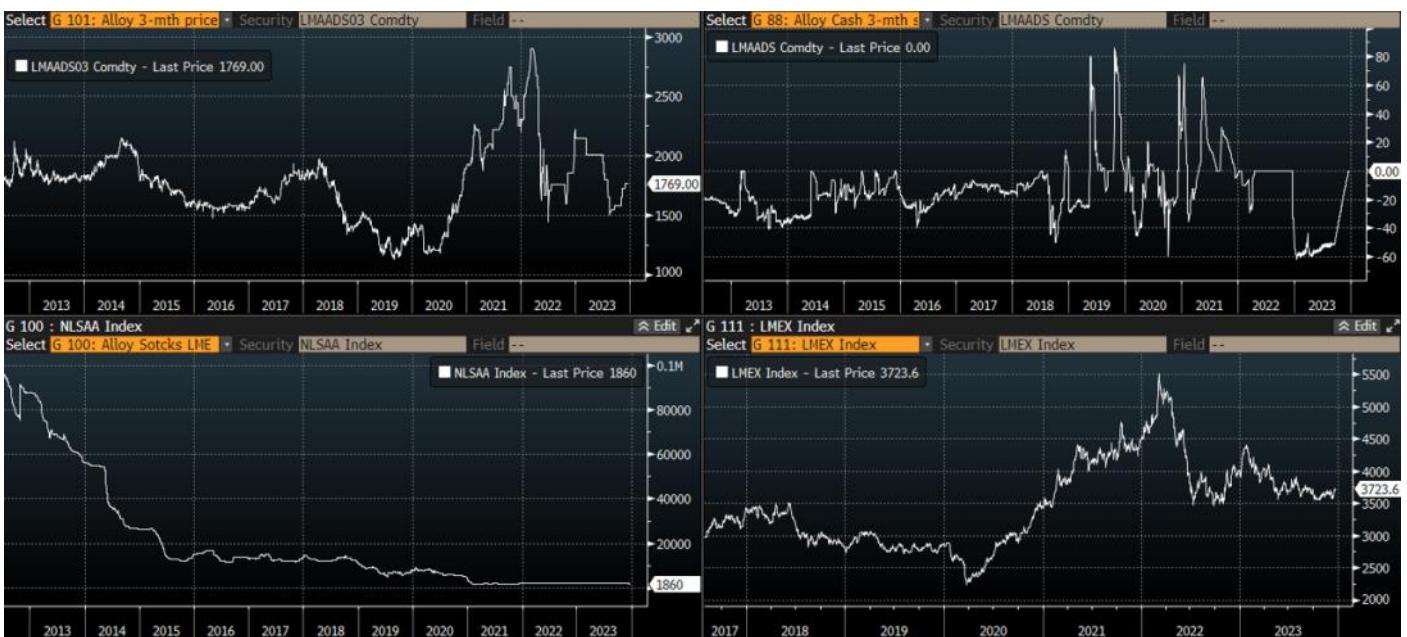 Select G 101: Alloy 3-mth price Security LMAADS03 Comdty Field --
LMAADS03 Comdty - Last Price 1769.00
3000
2500
2000
1769.00
1500
1000
2013 2014 2015 2016 2017 2018 2019 2020 2021 2022 2023
Select G 88: Alloy Cash 3-mth s Security LMAADS Comdty Field --
LMAADS Comdty - Last Price 0.00
80
60
40
20
0.00
-20
-40
-60
2013 2014 2015 2016 2017 2018 2019 2020 2021 2022 2023
G 100 : NLSAA Index Edit
Select G 100: Alloy Sotcks LME Security NLSAA Index Field --
NLSAA Index - Last Price 1860
0.1M
80000
60000
40000
20000
1860
2013 2014 2015 2016 2017 2018 2019 2020 2021 2022 2023
G 111 : LMEX Index Edit
Select G 111: LMEX Index Security LMEX Index Field --
LMEX Index - Last Price 3723.6
5500
5000
4500
4000
3723.6
3500
3000
2500
2000
2017 2018 2019 2020 2021 2022 2023